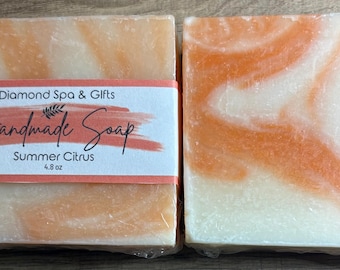 Diamond Spa & GIfts
andmade Soap
Summer Citrus
4.8 oz